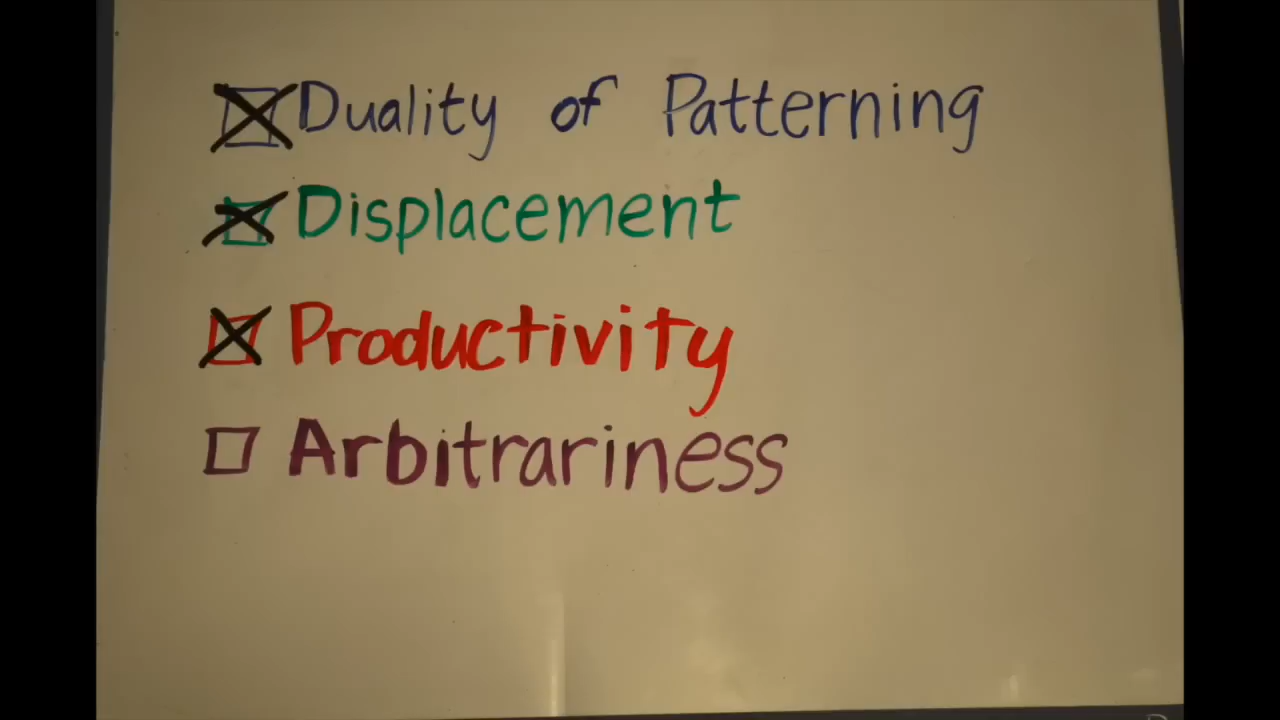 Duality of Patterning
Displacement
Productivity
Arbitrariness